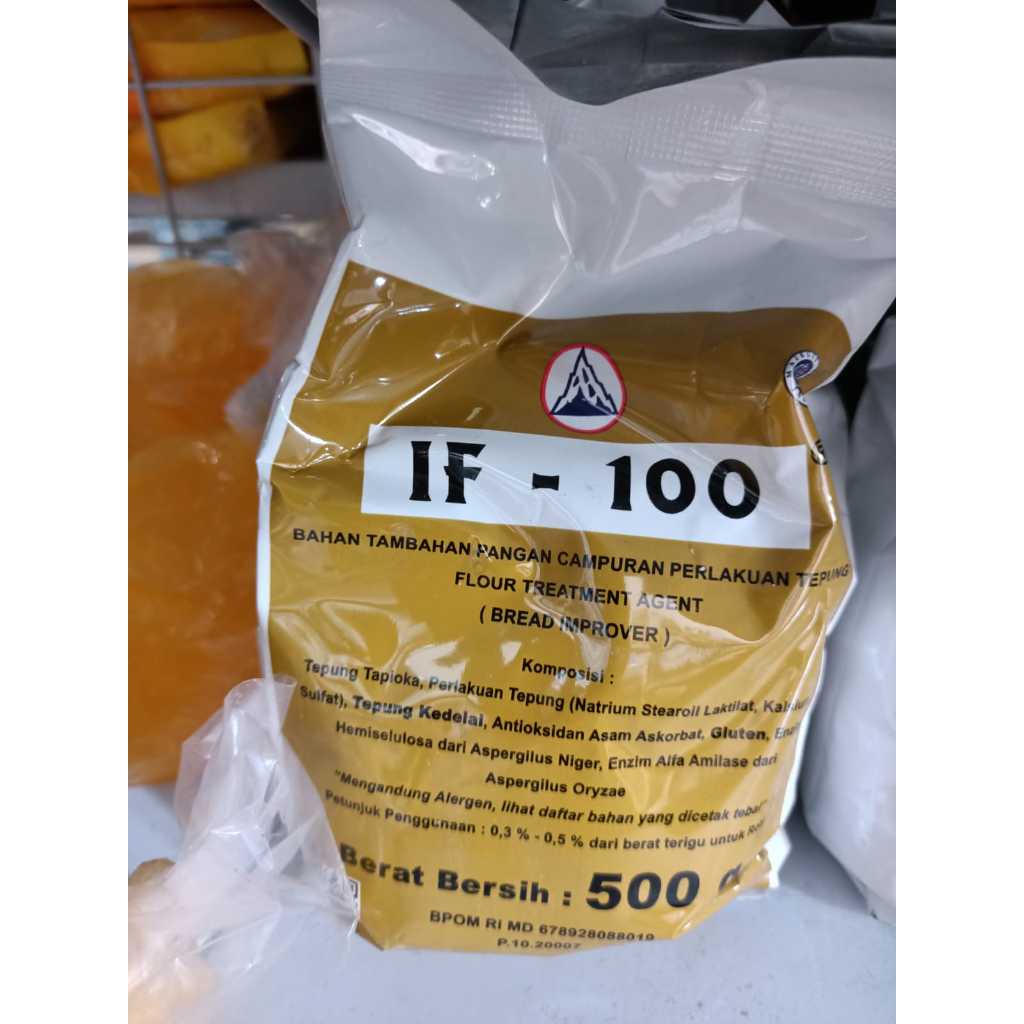 IF - 100
BAHAN TAMBAHAN PANGAN CAMPURAN PERLAKUAN TEPUNG
FLOUR TREATMENT AGENT
( BREAD IMPROVER )
Komposisi :
Tepung Tapioka, Perlakuan Tepung (Natrium Stearoil Laktilat, Kalsium
Sulfat), Tepung Kedelai, Antioksidan Asam Askorbat, Gluten,
Hemiselulosa dari Aspergilus Niger, Enzim Alfa Amilase dari
Aspergilus Oryzae
"Mengandung Alergen, lihat daftar bahan yang dicetak tebal"
Petunjuk Penggunaan : 0,3 % - 0,5 % dari berat terigu untuk
Berat Bersih : 500
BPOM RI MD 678928088019
P.10.20007